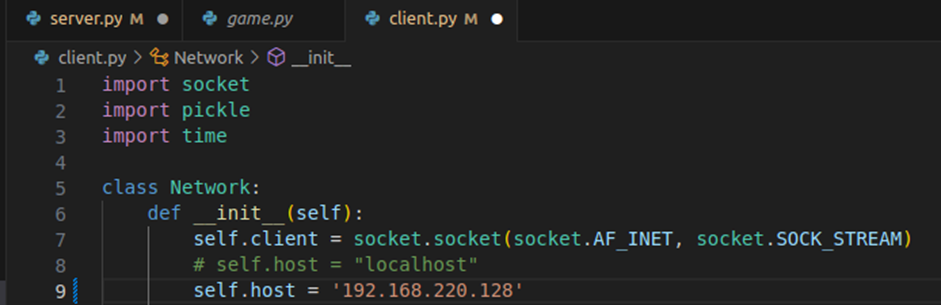 server.py M
game.py
client.py M
client.py > Network > __init__
1 import socket
2 import pickle
3 import time
4
5 class Network:
6     def __init__(self):
7         self.client = socket.socket(socket.AF_INET, socket.SOCK_STREAM)
8         # self.host = "localhost"
9         self.host = '192.168.220.128'